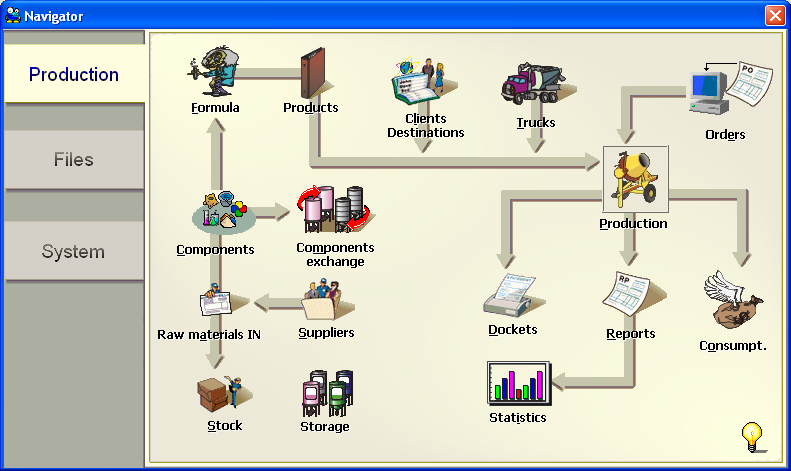 Navigator
Production
Files
System
Formula
Products
Clients
Destinations
Trucks
PO
Orders
Production
Components
Components
exchange
Raw materials IN
Suppliers
Dockets
RP
Reports
Consumpt.
Stock
Storage
Statistics